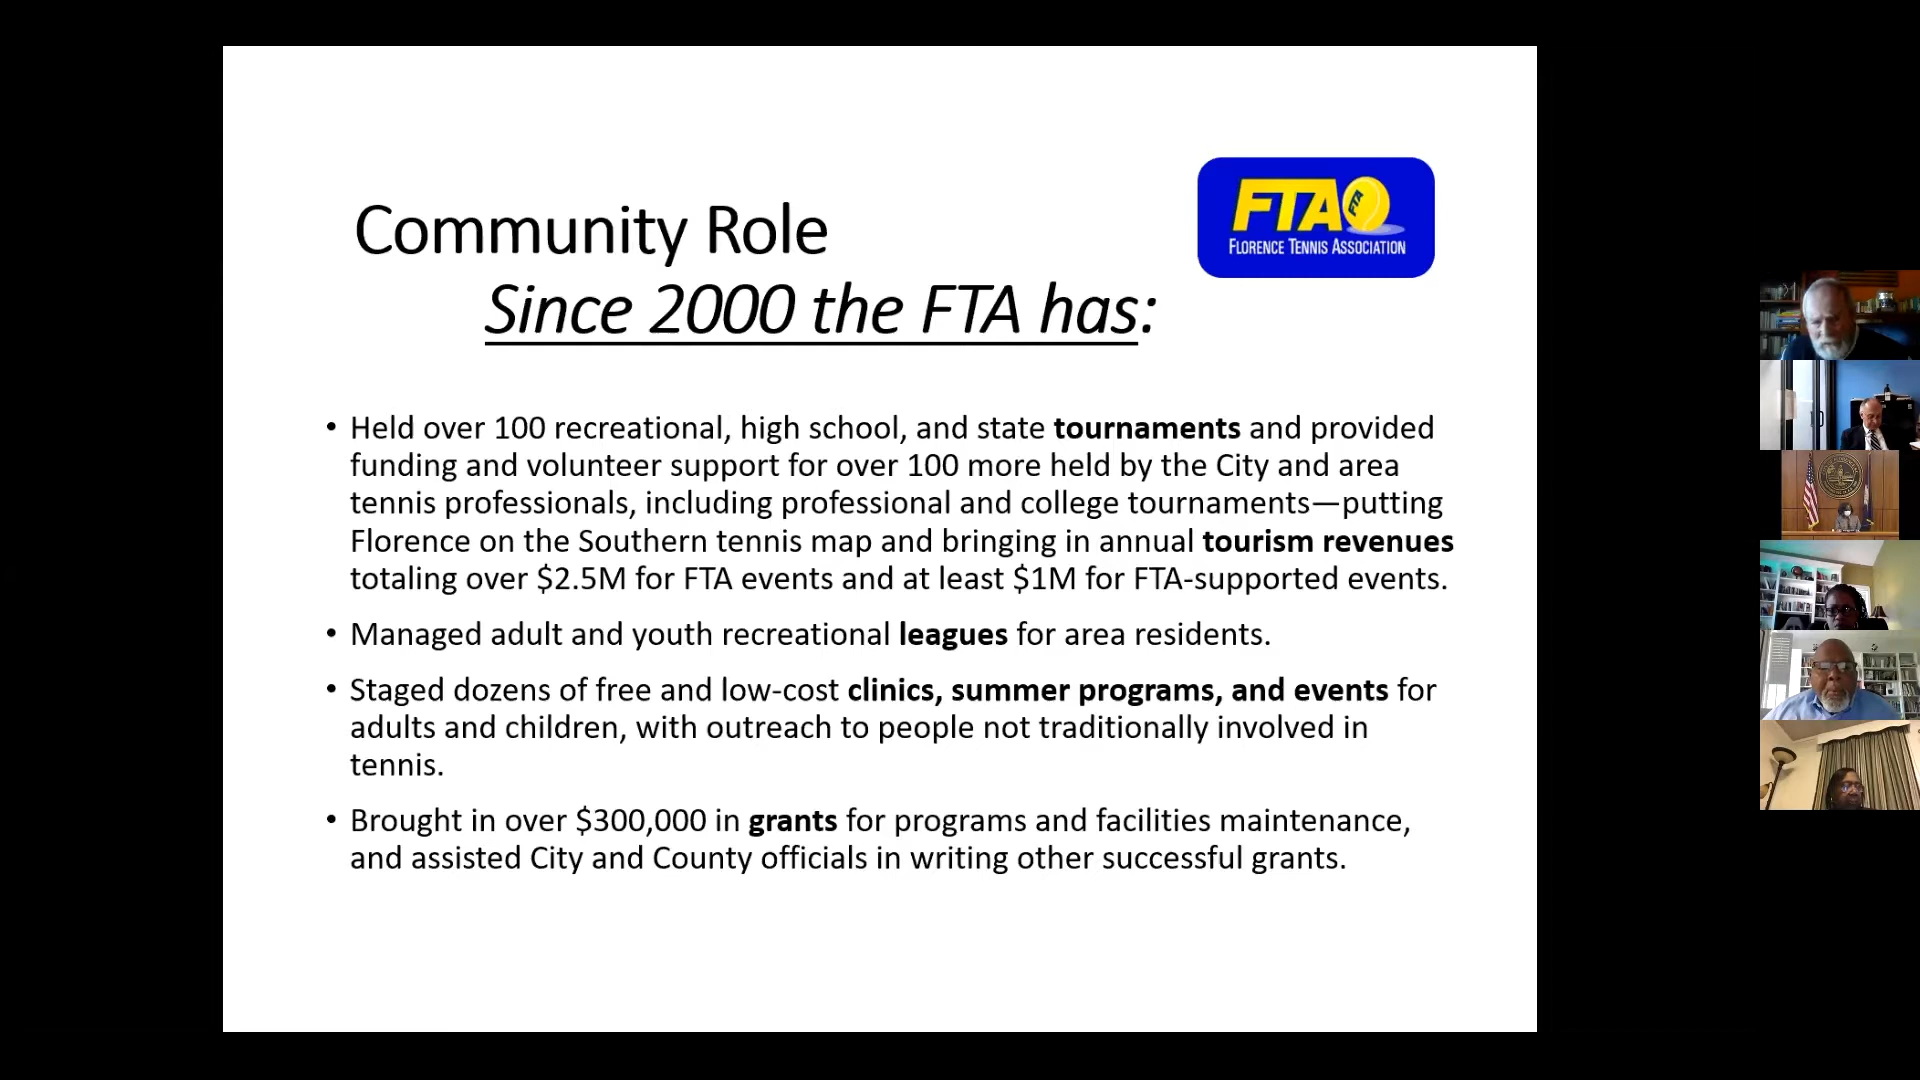 FTA
FTA
FLORENCE TENNIS ASSOCIATION
Community Role
Since 2000 the FTA has:
• Held over 100 recreational, high school, and state tournaments and provided
funding and volunteer support for over 100 more held by the City and area
tennis professionals, including professional and college tournaments—putting
Florence on the Southern tennis map and bringing in annual tourism revenues
totaling over $2.5M for FTA events and at least $1M for FTA-supported events.
• Managed adult and youth recreational leagues for area residents.
• Staged dozens of free and low-cost clinics, summer programs, and events for
adults and children, with outreach to people not traditionally involved in
tennis.
• Brought in over $300,000 in grants for programs and facilities maintenance,
and assisted City and County officials in writing other successful grants.